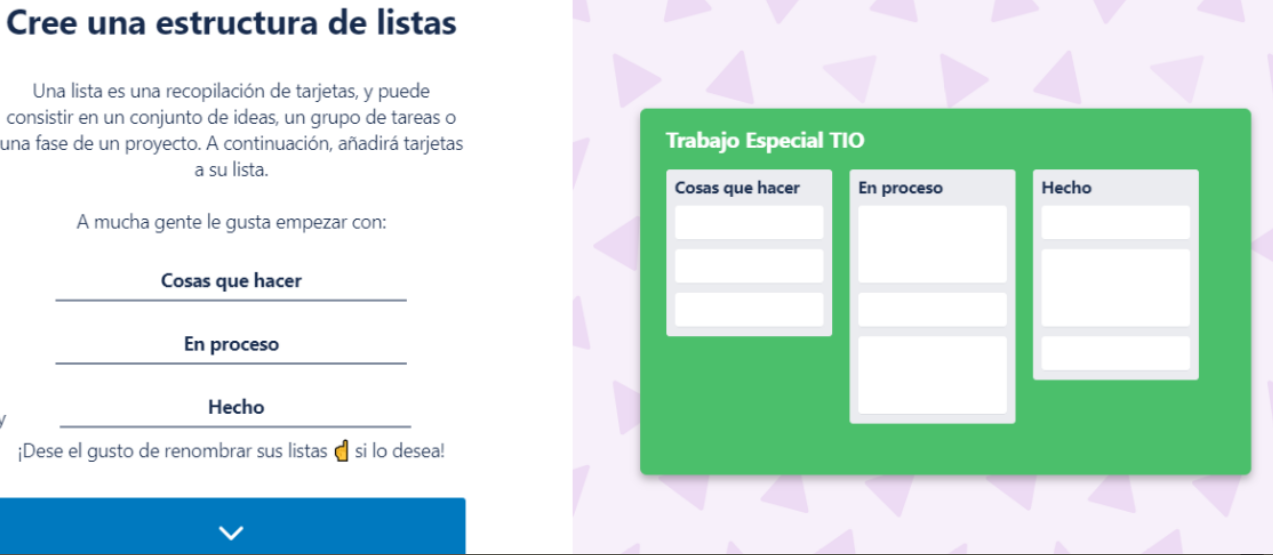 Cree una estructura de listas
Una lista es una recopilación de tarjetas, y puede
consistir en un conjunto de ideas, un grupo de tareas o
una fase de un proyecto. A continuación, añadirá tarjetas
a su lista.
A mucha gente le gusta empezar con:
Cosas que hacer
En proceso
Hecho
y
¡Dese el gusto de renombrar sus listas ☝ si lo desea!
Trabajo Especial TIO
Cosas que hacer
En proceso
Hecho